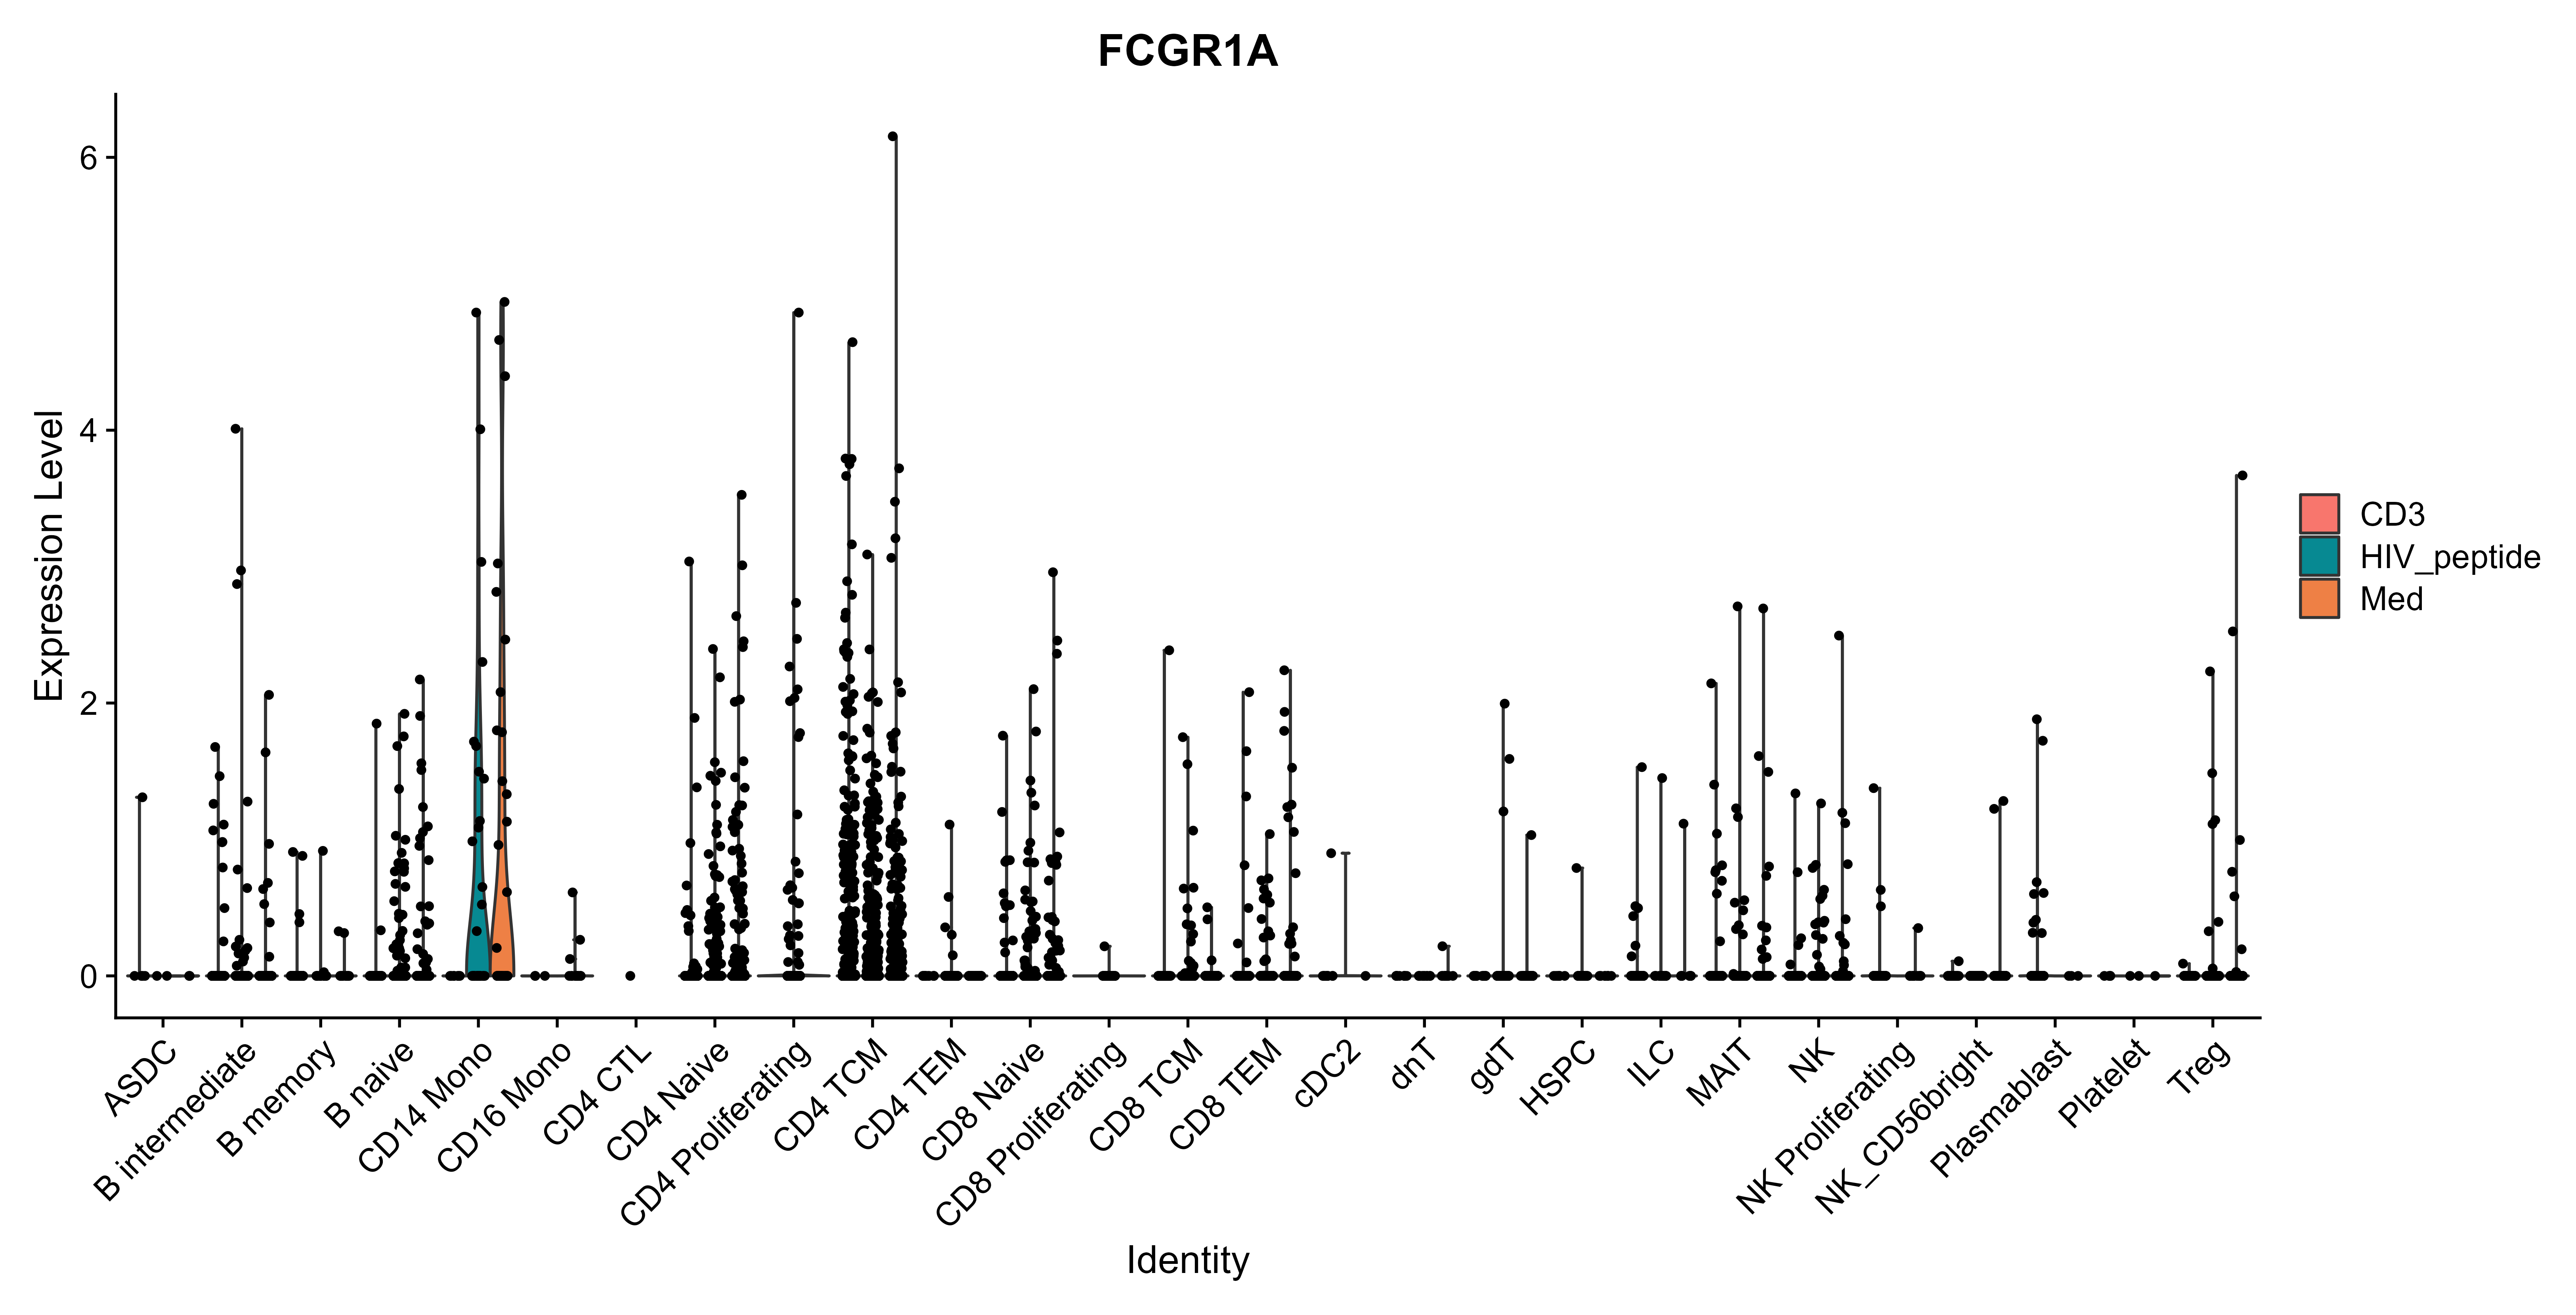 FCGR1A
Expression Level
6
4
2
0
ASDC
B intermediate
B memory
B naive
CD14 Mono
CD16 Mono
CD4 CTL
CD4 Naive
CD4 Proliferating
CD4 TCM
CD4 TEM
CD8 Naive
CD8 Proliferating
CD8 TCM
CD8 TEM
cDC2
dnT
gdT
HSPC
ILC
MAIT
NK
NK Proliferating
NK_CD56bright
Plasmablast
Platelet
Treg
Identity
CD3
HIV_peptide
Med